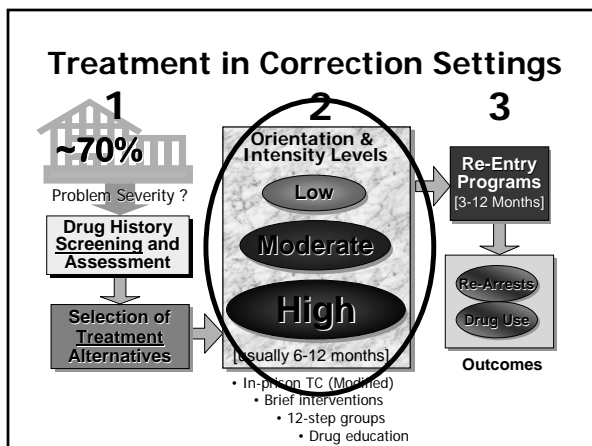 Treatment in Correction Settings
1
~70%
Problem Severity ?
Drug History
Screening and
Assessment
Selection of
Treatment
Alternatives
2
Orientation &
Intensity Levels
Low
Moderate
High
[usually 6-12 months]
• In-prison TC (Modified)
• Brief interventions
• 12-step groups
• Drug education
3
Re-Entry
Programs
[3-12 Months]
Re-Arrests
Drug Use
Outcomes